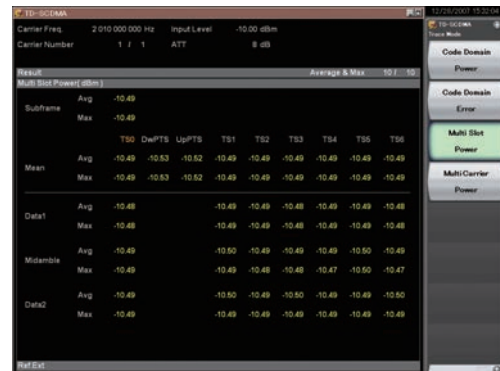 TD-SCDMA
12/28/2007 15:32:04
Carrier Freq. 2 010 000 000 Hz Input Level -10.00 dBm
Carrier Number 1 / 1 ATT 8 dB
Result Average & Max 10 / 10
Multi Slot Power( dBm )
Subframe Avg -10.49
Max -10.49
TS0 DwPTS UpPTS TS1 TS2 TS3 TS4 TS5 TS6
Mean Avg -10.49 -10.53 -10.52 -10.49 -10.49 -10.49 -10.49 -10.49 -10.49
Max -10.49 -10.53 -10.52 -10.49 -10.49 -10.49 -10.49 -10.49 -10.49
Data1 Avg -10.48 -10.48 -10.49 -10.48 -10.49 -10.49 -10.48
Max -10.48 -10.48 -10.49 -10.48 -10.49 -10.49 -10.48
Midamble Avg -10.49 -10.50 -10.49 -10.49 -10.49 -10.50 -10.49
Max -10.49 -10.49 -10.48 -10.48 -10.47 -10.50 -10.47
Data2 Avg -10.49 -10.50 -10.49 -10.50 -10.49 -10.49 -10.50
Max -10.49 -10.49 -10.49 -10.49 -10.49 -10.49 -10.49
Ref.Ext
TD-SCDMA
Trace Mode
Code Domain
Power
Code Domain
Error
Multi Slot
Power
Multi Carrier
Power